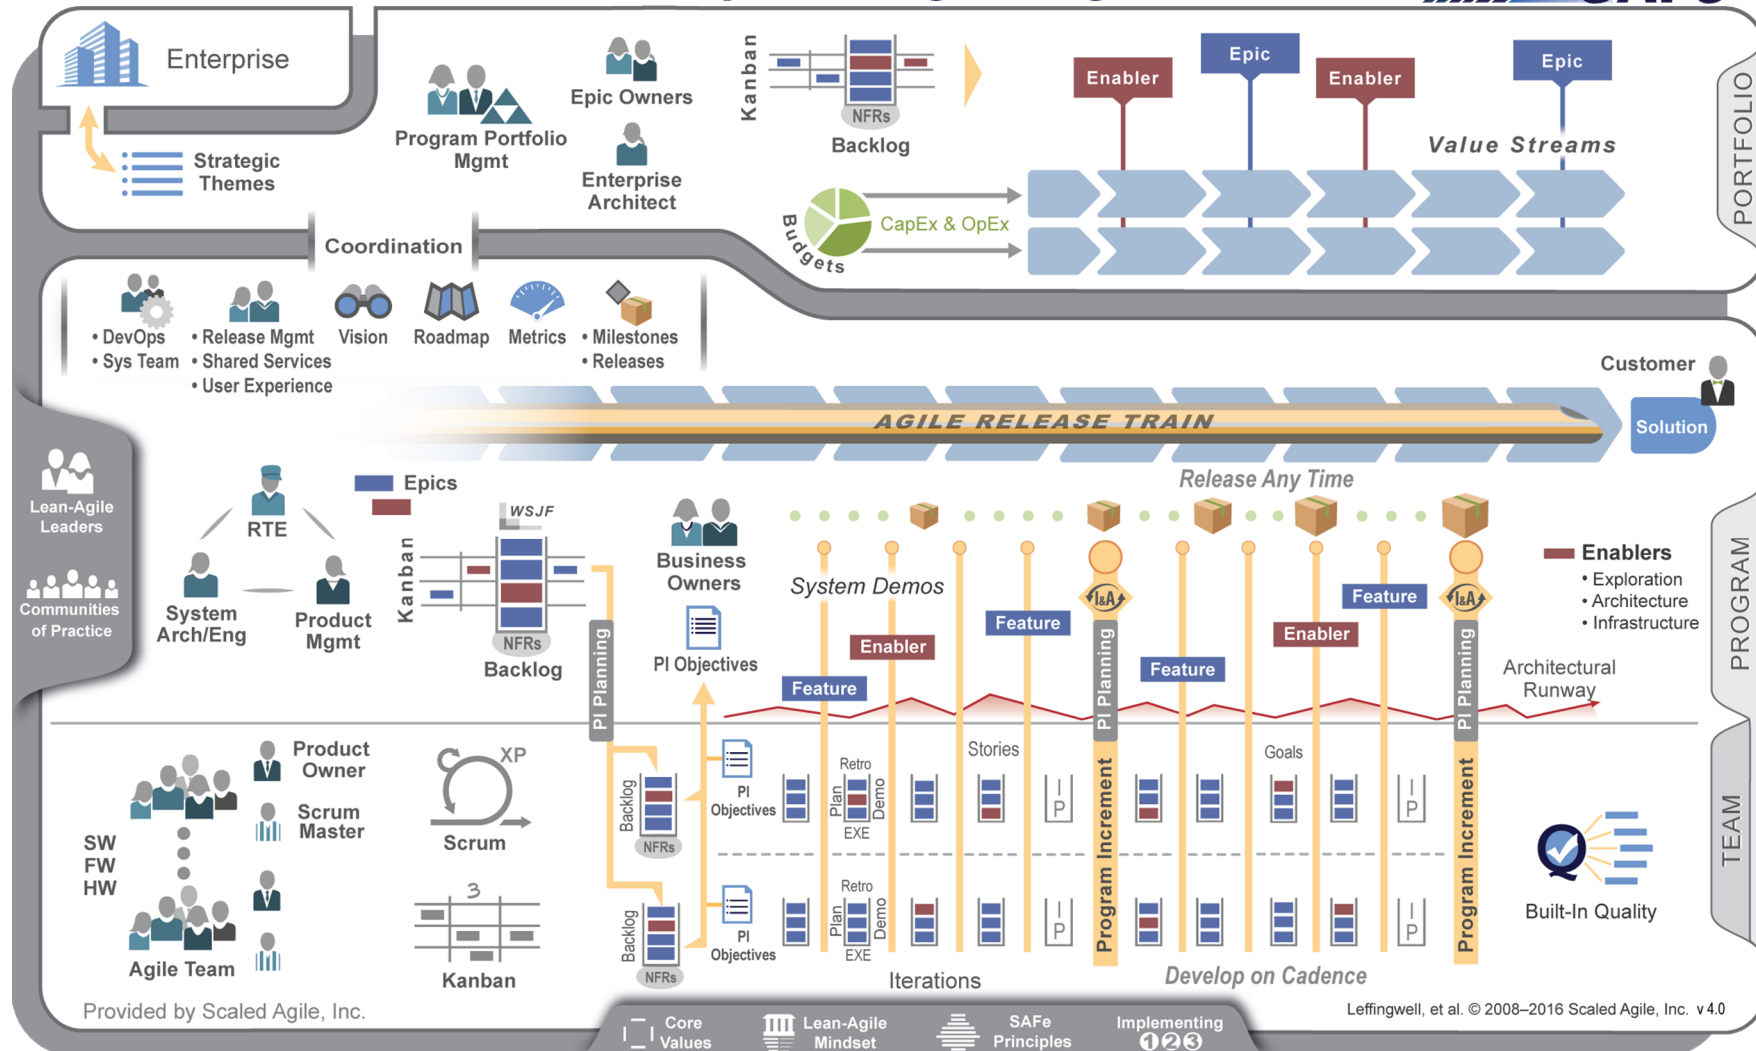 Enterprise
Strategic
Themes
Program Portfolio
Mgmt
Epic Owners
Enterprise
Architect
Kanban
NFRs
Backlog
Enabler
Epic
Enabler
Epic
Value Streams
Budgets
CapEx & OpEx
PORTFOLIO
Coordination
• DevOps
• Sys Team
• Release Mgmt
• Shared Services
• User Experience
Vision
Roadmap
Metrics
• Milestones
• Releases
Customer
AGILE RELEASE TRAIN
Solution
Release Any Time
Lean-Agile
Leaders
Communities
of Practice
RTE
System
Arch/Eng
Product
Mgmt
Epics
WSJF
Kanban
NFRs
Backlog
PI Planning
Business
Owners
PI Objectives
System Demos
Feature
Enabler
Feature
I&A
PI Planning
Feature
Enabler
Feature
I&A
PI Planning
Enablers
• Exploration
• Architecture
• Infrastructure
Architectural
Runway
PROGRAM
SW
FW
HW
Agile Team
Product
Owner
Scrum
Master
XP
Scrum
3
Kanban
Backlog
NFRs
PI
Objectives
Retro
Plan
Demo
EXE
Stories
I
P
Program Increment
Goals
I
P
Program Increment
Backlog
NFRs
PI
Objectives
Retro
Plan
Demo
EXE
I
P
I
P
Iterations
Develop on Cadence
Q
Built-In Quality
TEAM
Provided by Scaled Agile, Inc.
Leffingwell, et al. © 2008–2016 Scaled Agile, Inc. v 4.0
Core
Values
Lean-Agile
Mindset
SAFe
Principles
Implementing
1 2 3